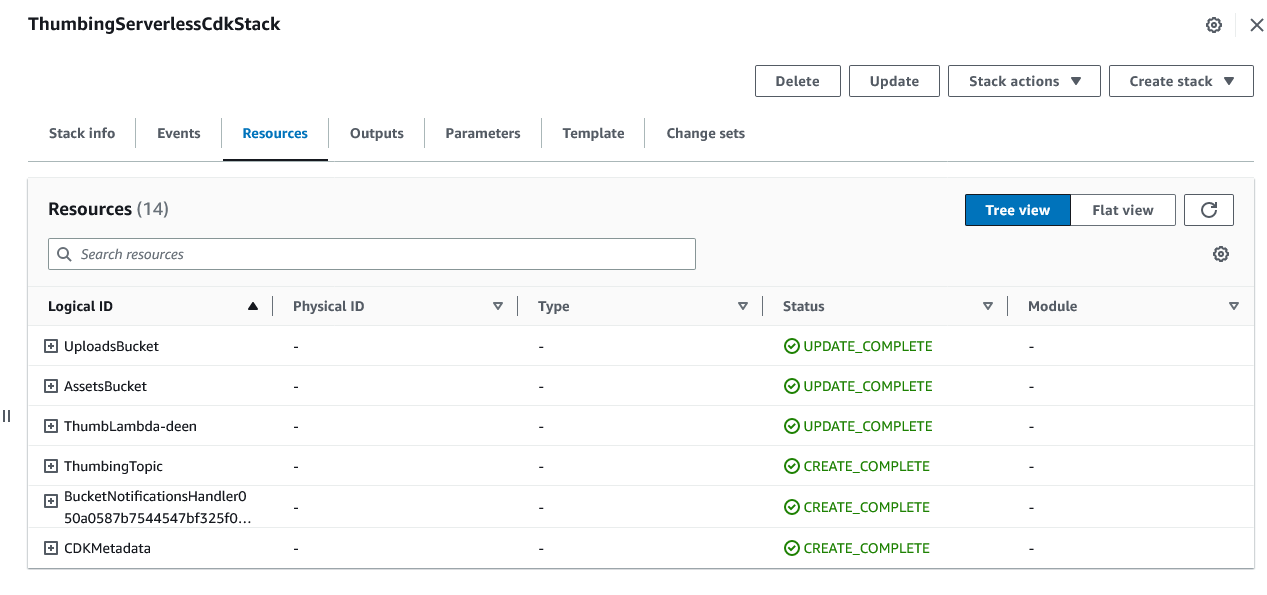 ThumbingServerlessCdkStack
Delete Update Stack actions Create stack
Stack info Events Resources Outputs Parameters Template Change sets
Resources (14) Tree view Flat view
Search resources
Logical ID Physical ID Type Status Module
UploadsBucket - - UPDATE_COMPLETE -
AssetsBucket - - UPDATE_COMPLETE -
ThumbLambda-deen - - UPDATE_COMPLETE -
ThumbingTopic - - CREATE_COMPLETE -
BucketNotificationsHandler0
50a0587b7544547bf325f0... - - CREATE_COMPLETE -
CDKMetadata - - CREATE_COMPLETE -